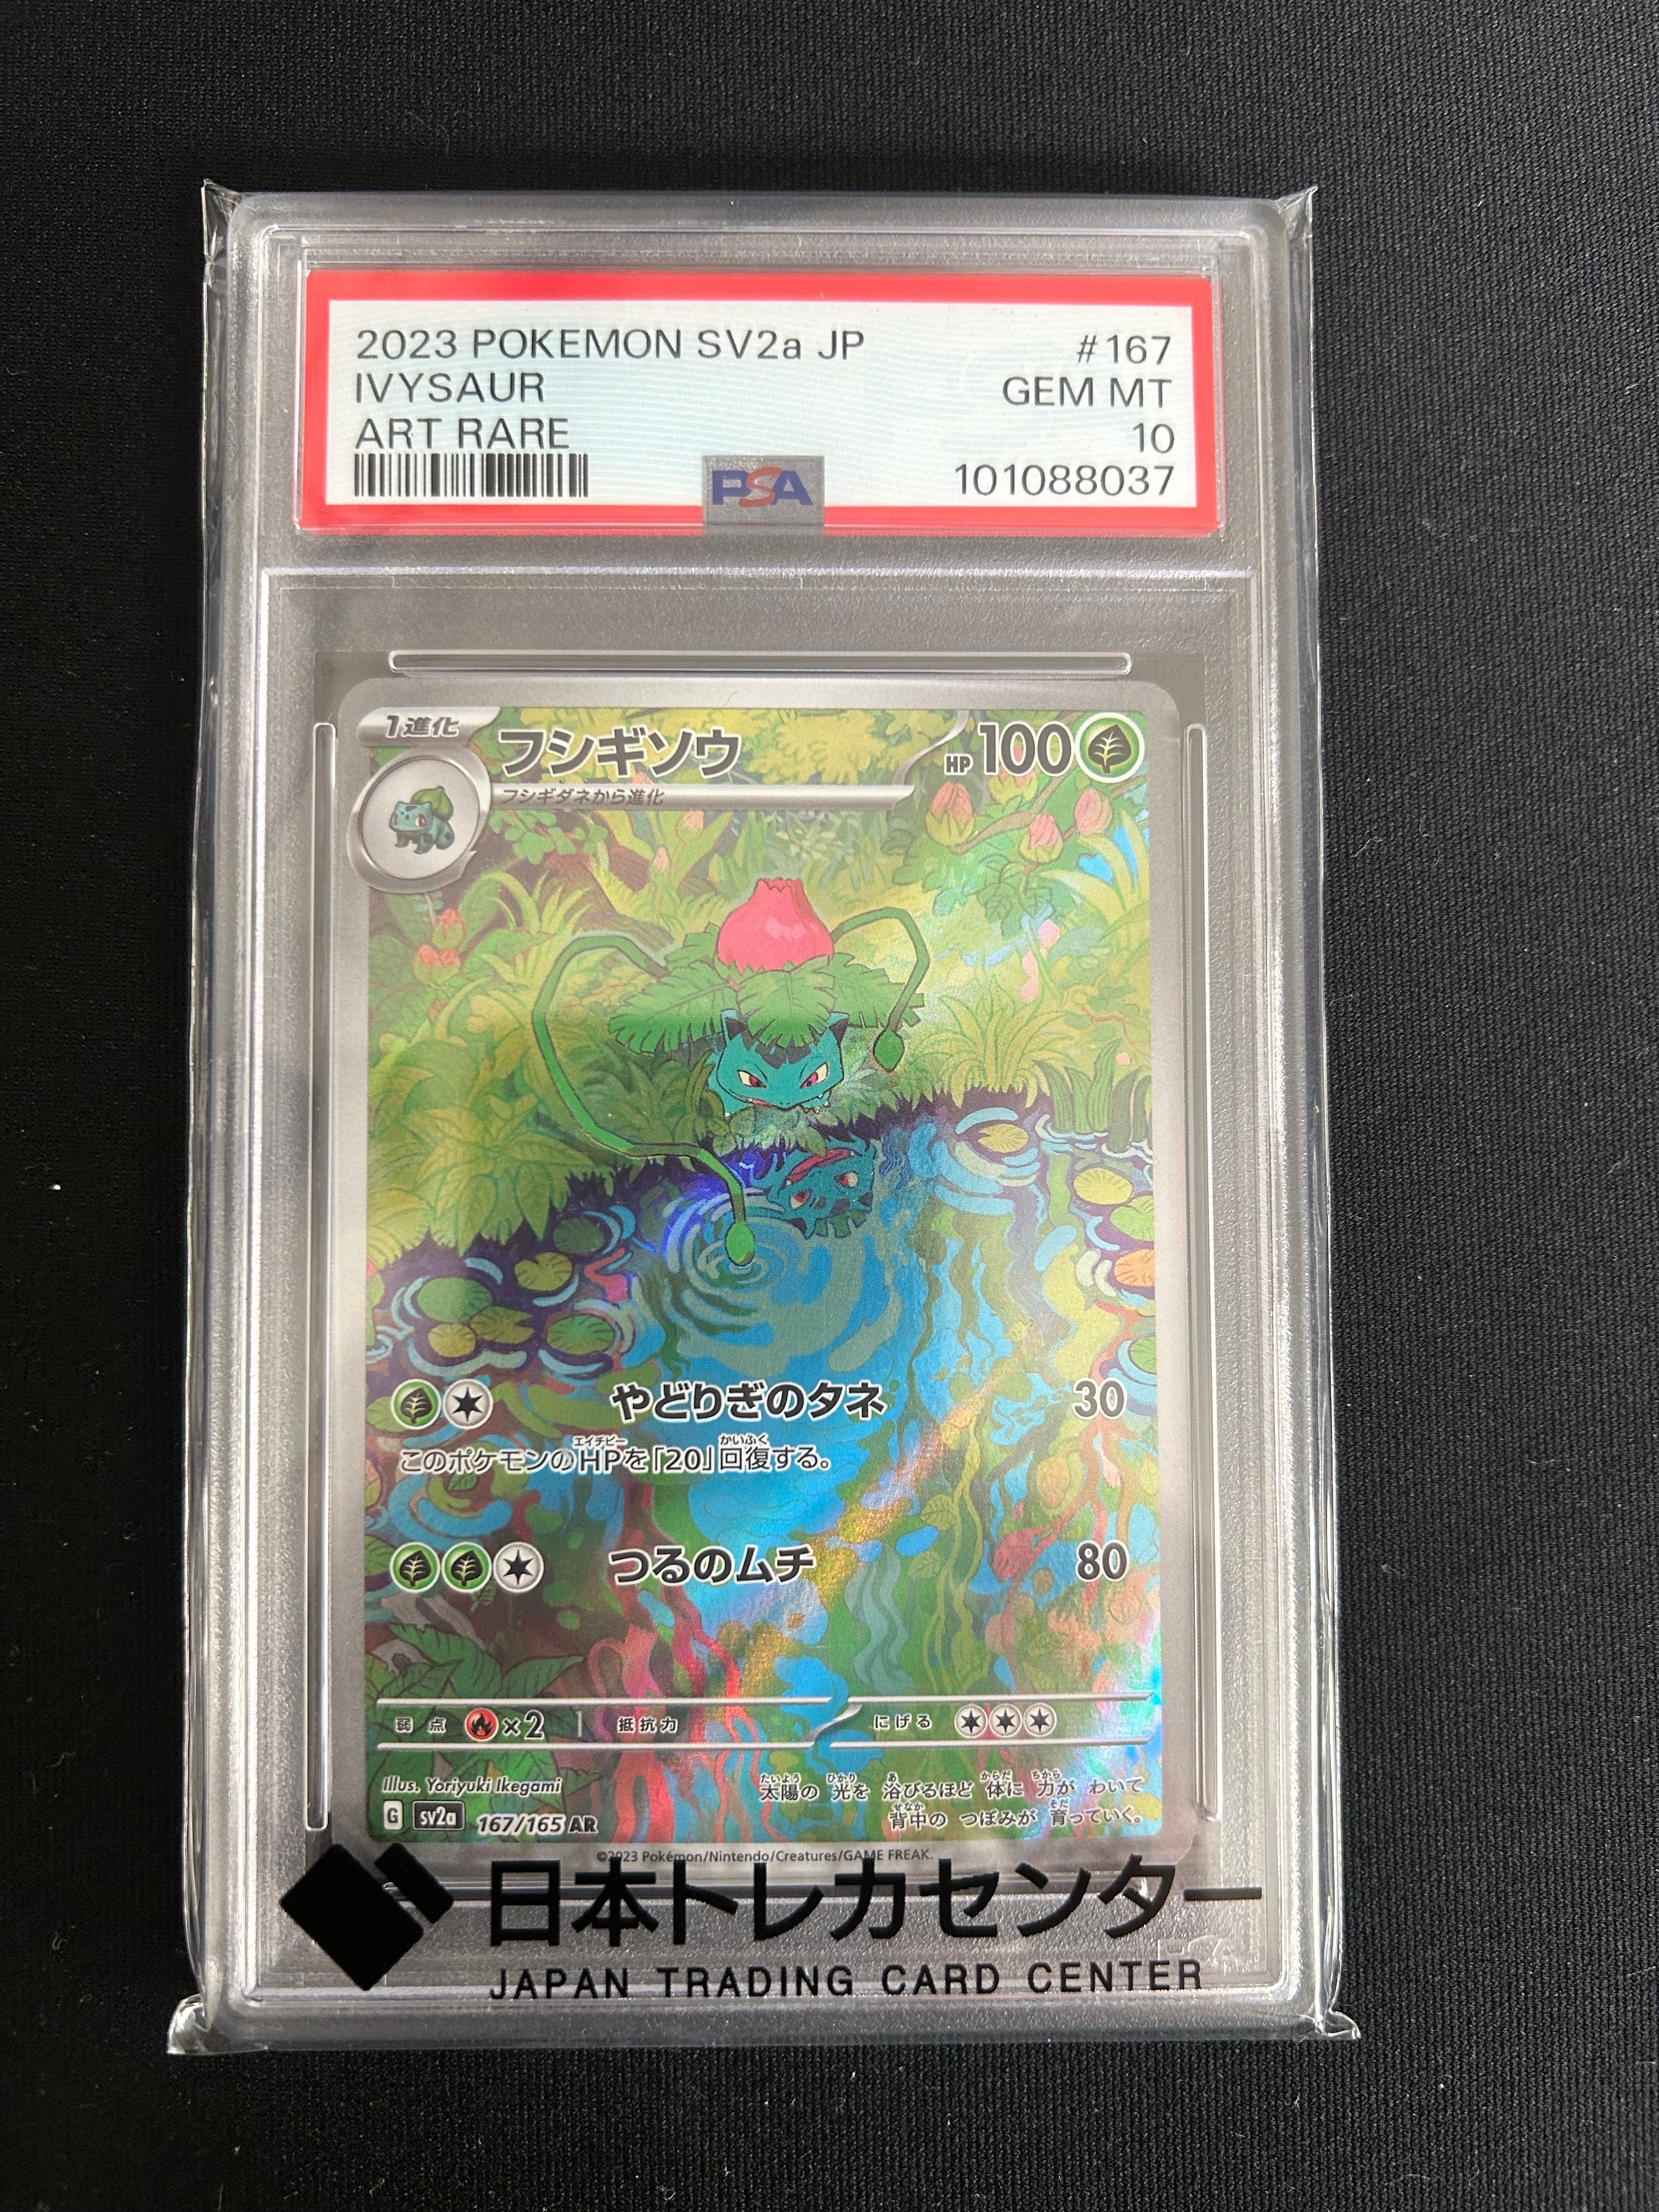 2023 POKEMON SV2a JP #167
IVYSAUR GEM MT
ART RARE 10
PSA 101088037
1進化 フシギソウ HP100
フシギダネから進化
やどりぎのタネ 30
このポケモンのHPを「20」回復する。
つるのムチ 80
弱点 ×2 抵抗力 にげる
Illus. Yoriyuki Ikegami
太陽の 光を 浴びるほど 体に 力が わいて
背中の つぼみが 育っていく。
G sv2a 167/165 AR
©2023 Pokémon/Nintendo/Creatures/GAME FREAK.
日本トレカセンター
JAPAN TRADING CARD CENTER